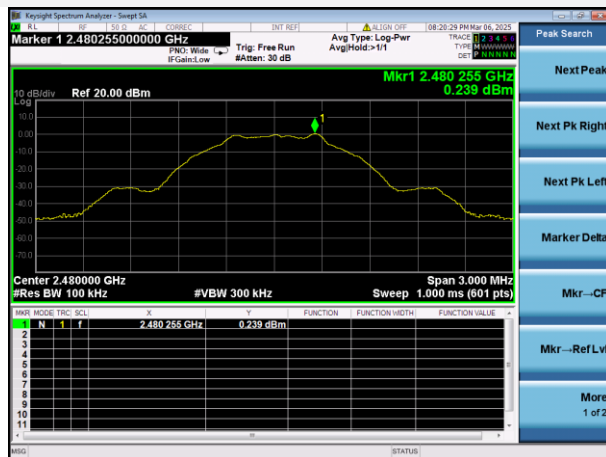 Keysight Spectrum Analyzer - Swept SA
RL RF 50 Ω AC CORREC INT REF ALIGN OFF 08:20:29 PM Mar 06, 2025
Marker 1 2.480255000000 GHz
PNO: Wide
IFGain:Low
Trig: Free Run
#Atten: 30 dB
Avg Type: Log-Pwr
Avg|Hold:>1/1
TRACE 1 2 3 4 5 6
TYPE MWWWWW
DET P N N N N N
Mkr1 2.480 255 GHz
0.239 dBm
10 dB/div Ref 20.00 dBm
Log
1
10.0
0.00
-10.0
-20.0
-30.0
-40.0
-50.0
-60.0
-70.0
Center 2.480000 GHz Span 3.000 MHz
#Res BW 100 kHz #VBW 300 kHz Sweep 1.000 ms (601 pts)
MKR MODE TRC SCL X Y FUNCTION FUNCTION WIDTH FUNCTION VALUE
1 N 1 f 2.480 255 GHz 0.239 dBm
2
3
4
5
6
7
8
9
10
11
MSG STATUS
Peak Search
Next Peak
Next Pk Right
Next Pk Left
Marker Delta
Mkr→CF
Mkr→Ref Lvl
More
1 of 2